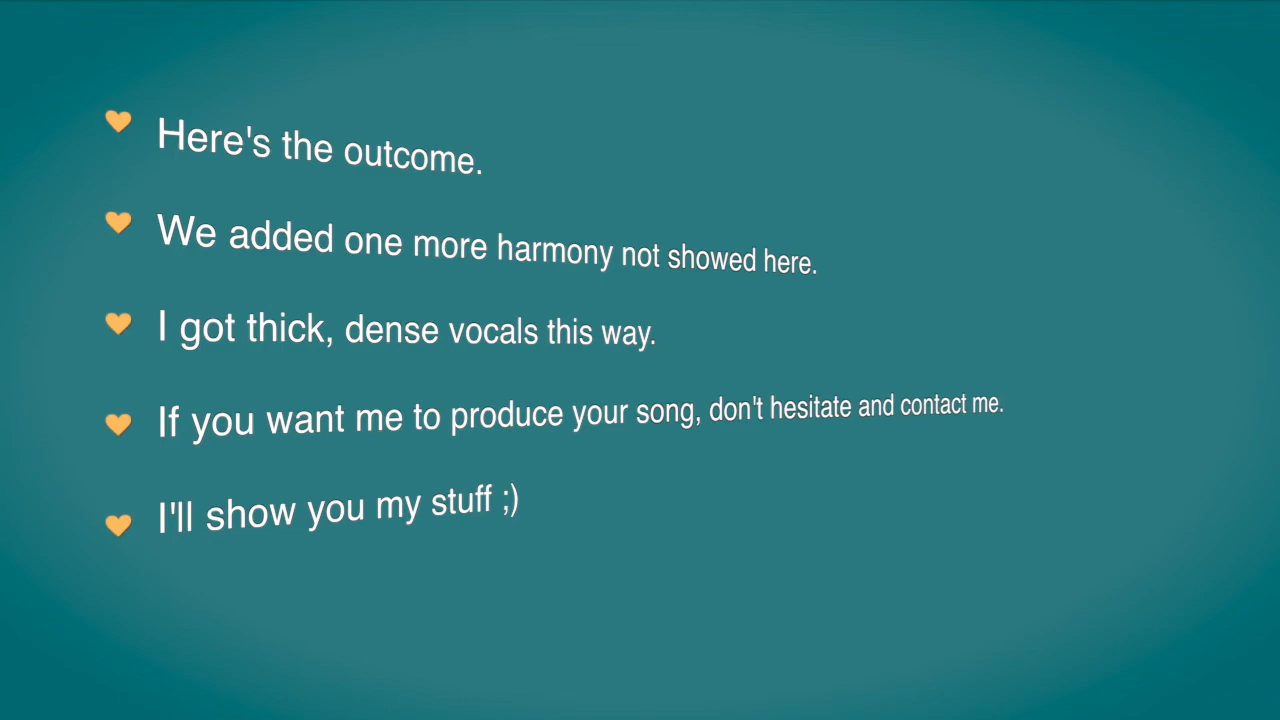 Here's the outcome.
We added one more harmony not showed here.
I got thick, dense vocals this way.
If you want me to produce your song, don't hesitate and contact me.
I'll show you my stuff ;)